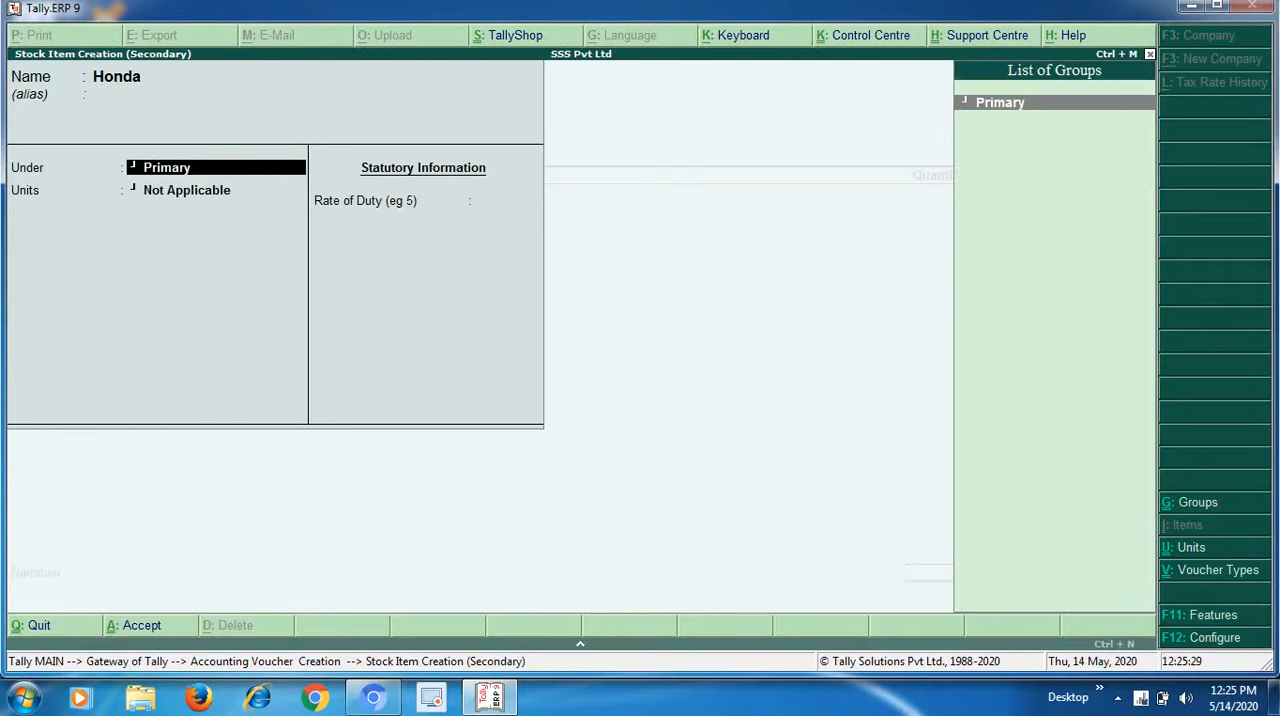 Tally.ERP 9
P: Print E: Export M: E-Mail O: Upload S: TallyShop G: Language K: Keyboard K: Control Centre H: Support Centre H: Help F3: Company
Stock Item Creation (Secondary) SSS Pvt Ltd Ctrl + M
F3: New Company
Name : Honda
List of Groups
L: Tax Rate History
(alias) :
Primary
Under : Primary
Statutory Information
Quantity
Units : Not Applicable
Rate of Duty (eg 5) :
G: Groups
I: Items
U: Units
V: Voucher Types
Narration
F11: Features
Q: Quit A: Accept D: Delete
F12: Configure
Ctrl + N
Tally MAIN --> Gateway of Tally --> Accounting Voucher Creation --> Stock Item Creation (Secondary) © Tally Solutions Pvt Ltd., 1988-2020 Thu, 14 May, 2020 12:25:29
Desktop
12:25 PM
5/14/2020